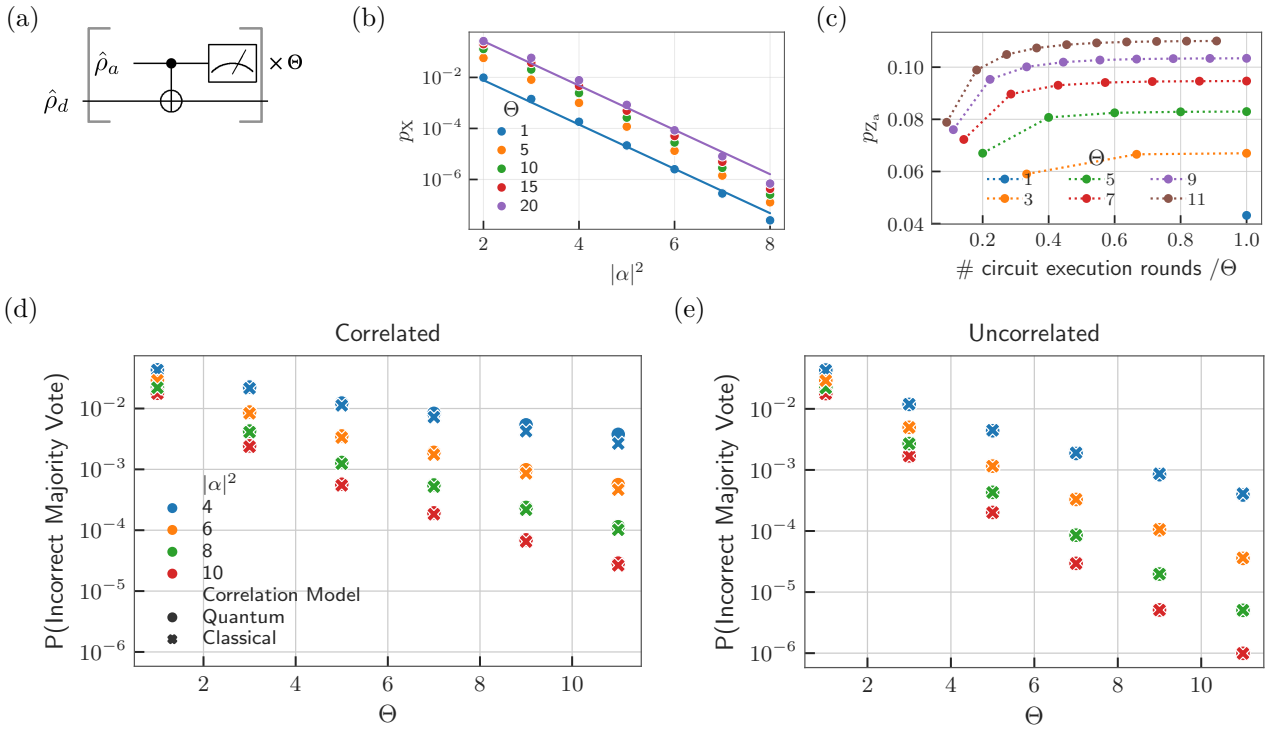 (a)
ρ̂a
× Θ
ρ̂d
(b)
pX
10−2
10−4
10−6
Θ
1
5
10
15
20
2
4
6
8
|α|2
(c)
pZa
0.10
0.08
0.06
0.04
Θ
1
3
5
7
9
11
0.2
0.4
0.6
0.8
1.0
# circuit execution rounds /Θ
(d)
Correlated
P(Incorrect Majority Vote)
10−2
10−3
10−4
10−5
10−6
|α|2
4
6
8
10
Correlation Model
Quantum
Classical
2
4
6
8
10
Θ
(e)
Uncorrelated
P(Incorrect Majority Vote)
10−2
10−3
10−4
10−5
10−6
2
4
6
8
10
Θ